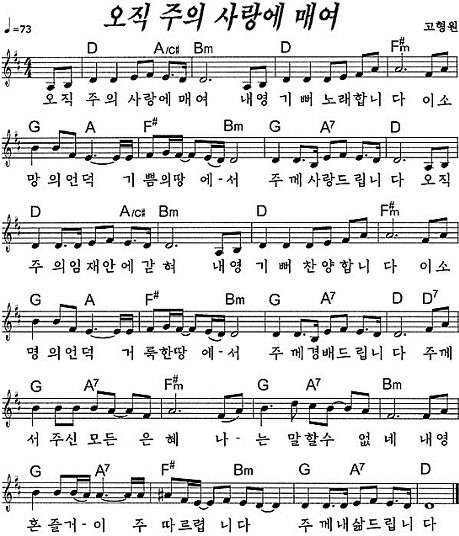 오직 주의 사랑에 매여
♩=73
고형원
D A/C# Bm D F#m
오직 주의 사랑에 매여 내영 기뻐 노래합니 다 이소
G A F# Bm G A7 D
망 의언덕 기 쁨의땅 에-서 주 께 사랑드립니 다 오직
D A/C# Bm D F#m
주 의임 재안에 갇 혀 내영 기 뻐 찬양합니 다 이소
G A F# Bm G A7 D D7
명 의언덕 거 룩한땅 에-서 주 께경배드립니 다 주께
G A7 F#m G A7 Bm
서 주신 모든 은 혜 나-는 말할수 없네 내영
G A7 F# Bm G A7 D
혼 즐거-이 주 따르렵 니다 주 께내삶드립니 다